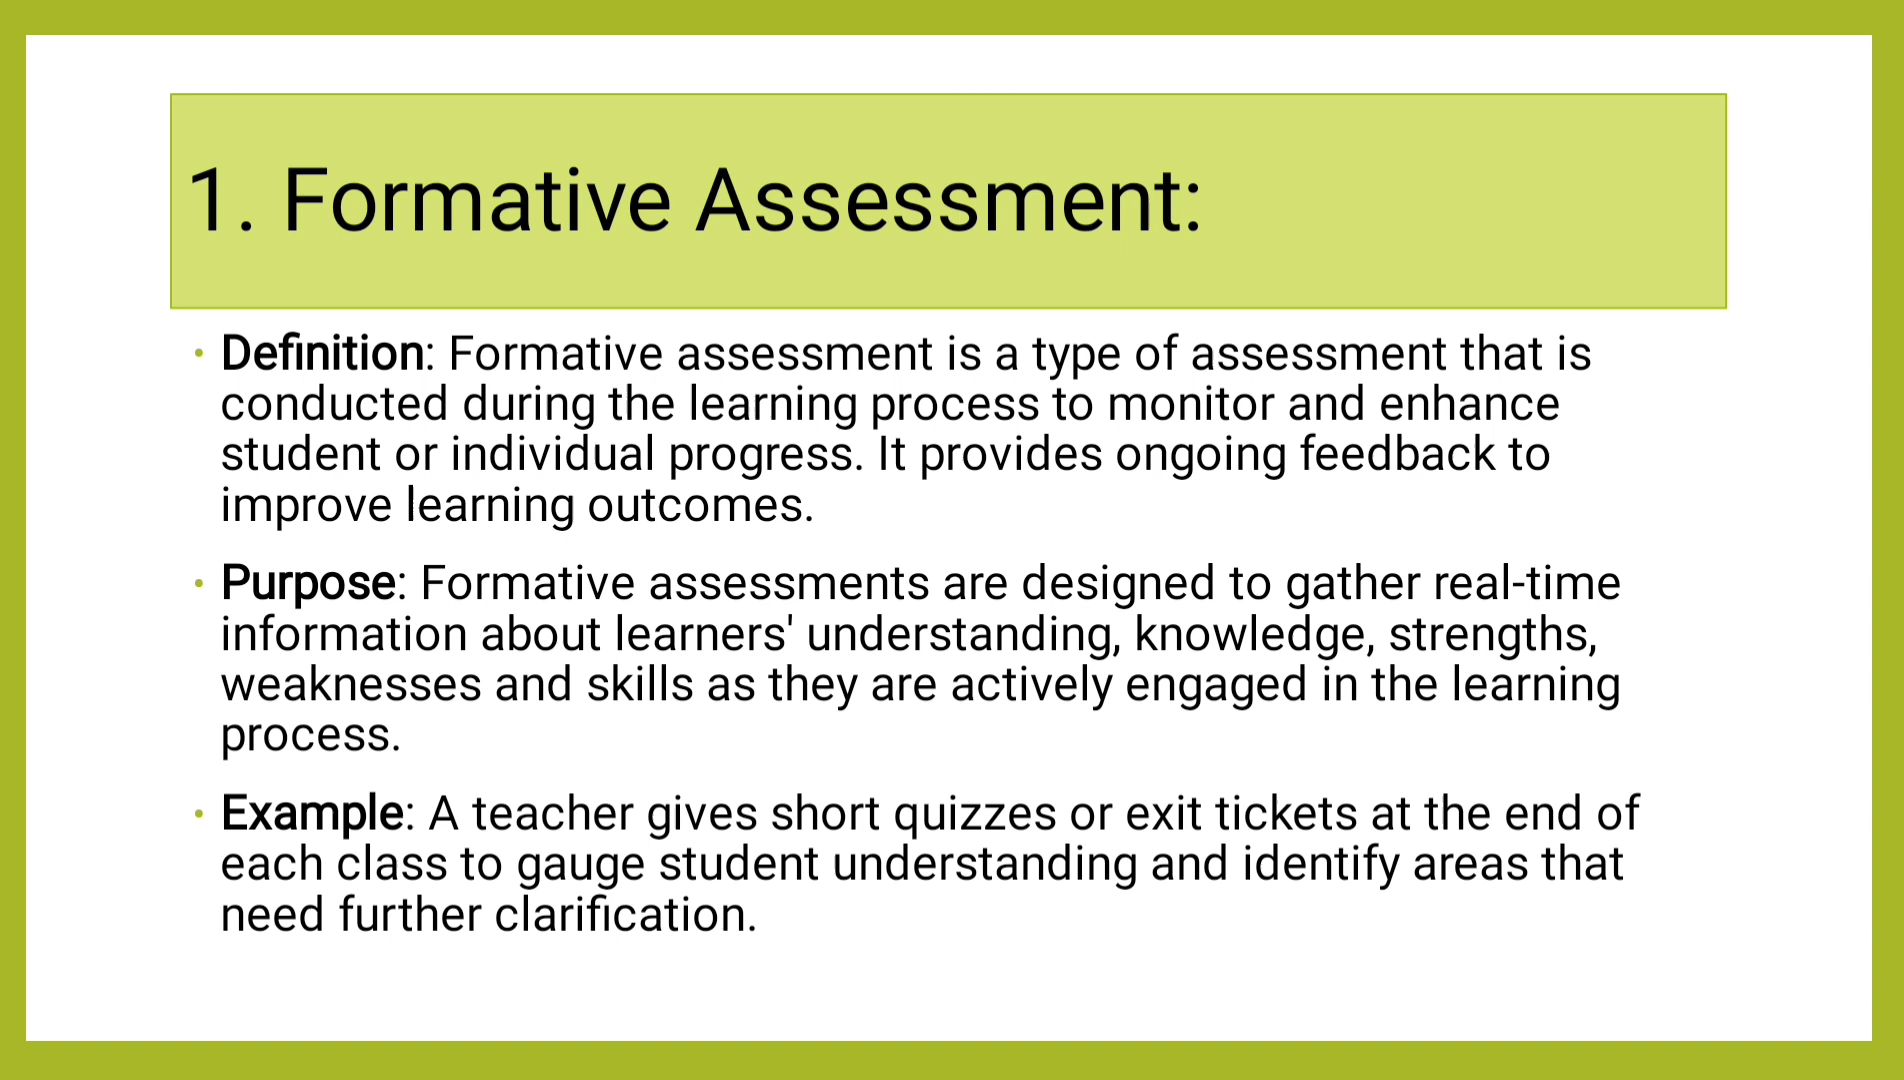 1. Formative Assessment:
• Definition: Formative assessment is a type of assessment that is
conducted during the learning process to monitor and enhance
student or individual progress. It provides ongoing feedback to
improve learning outcomes.
• Purpose: Formative assessments are designed to gather real-time
information about learners' understanding, knowledge, strengths,
weaknesses and skills as they are actively engaged in the learning
process.
• Example: A teacher gives short quizzes or exit tickets at the end of
each class to gauge student understanding and identify areas that
need further clarification.